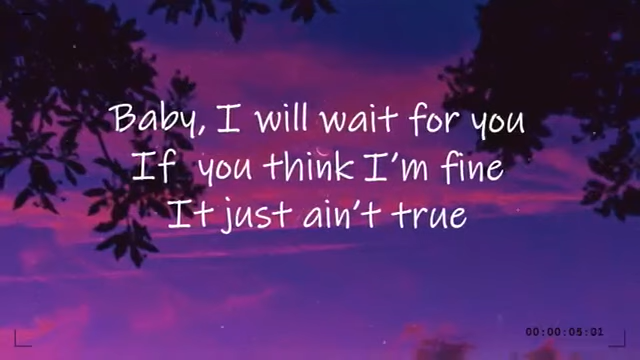 Baby, I will wait for you
If you think I'm fine
It just ain't true
00:00:05:01